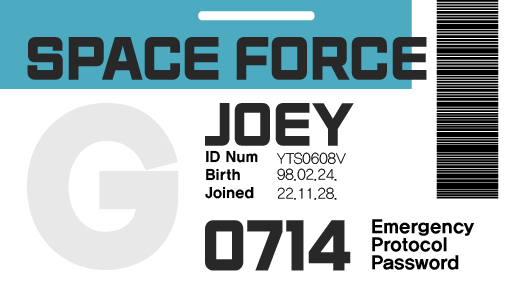 SPACE FORCE
G
JOEY
ID Num YTS0608V
Birth 98.02.24.
Joined 22.11.28.
0714
Emergency
Protocol
Password